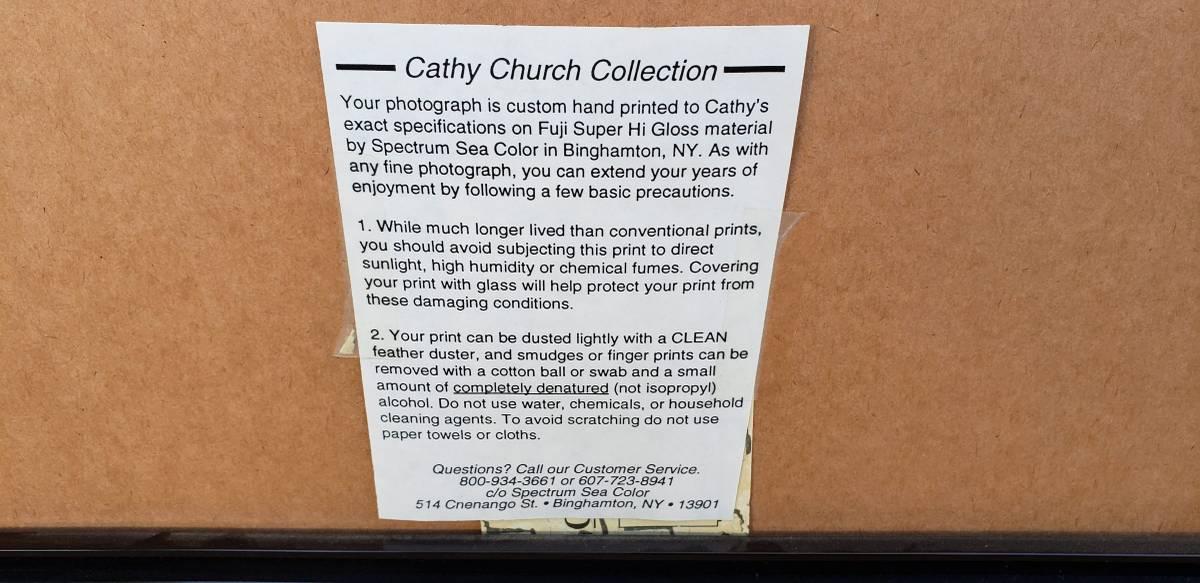 Cathy Church Collection
Your photograph is custom hand printed to Cathy's
exact specifications on Fuji Super Hi Gloss material
by Spectrum Sea Color in Binghamton, NY. As with
any fine photograph, you can extend your years of
enjoyment by following a few basic precautions.
1. While much longer lived than conventional prints,
you should avoid subjecting this print to direct
sunlight, high humidity or chemical fumes. Covering
your print with glass will help protect your print from
these damaging conditions.
2. Your print can be dusted lightly with a CLEAN
feather duster, and smudges or finger prints can be
removed with a cotton ball or swab and a small
amount of completely denatured (not isopropyl)
alcohol. Do not use water, chemicals, or household
cleaning agents. To avoid scratching do not use
paper towels or cloths.
Questions? Call our Customer Service.
800-934-3661 or 607-723-8941
c/o Spectrum Sea Color
514 Cnenango St. • Binghamton, NY • 13901